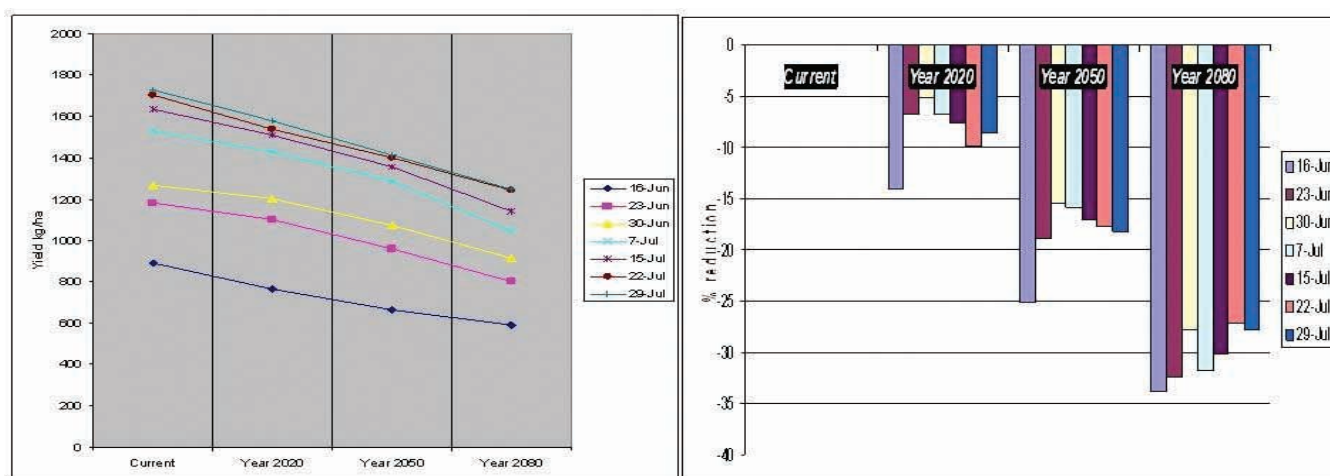 2000
1800
1600
1400
1200
1000
800
600
400
200
0
Yield kg/ha
Current Year 2020 Year 2050 Year 2080
16-Jun
23-Jun
30-Jun
7-Jul
15-Jul
22-Jul
29-Jul
0
-5
-10
-15
-20
-25
-30
-35
-40
% reduction
Current Year 2020 Year 2050 Year 2080
16-Jun
23-Jun
30-Jun
7-Jul
15-Jul
22-Jul
29-Jul